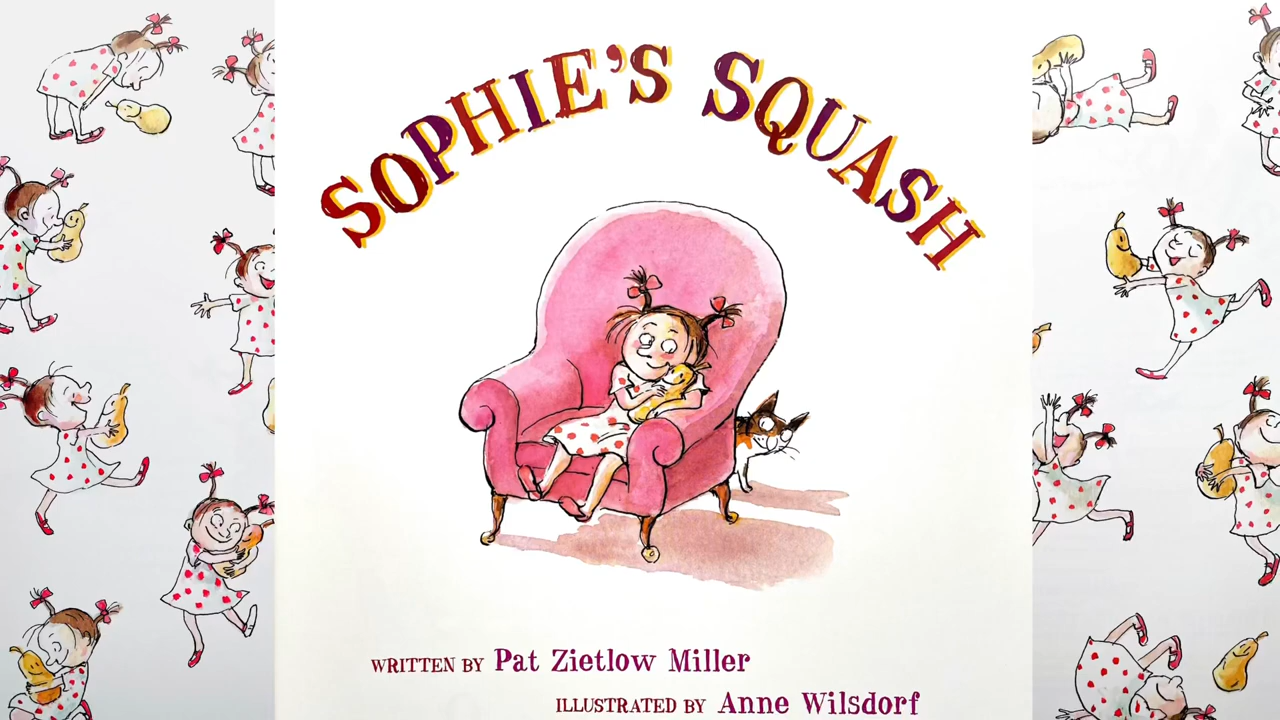 SOPHIE'S SQUASH
WRITTEN BY Pat Zietlow Miller
ILLUSTRATED BY Anne Wilsdorf